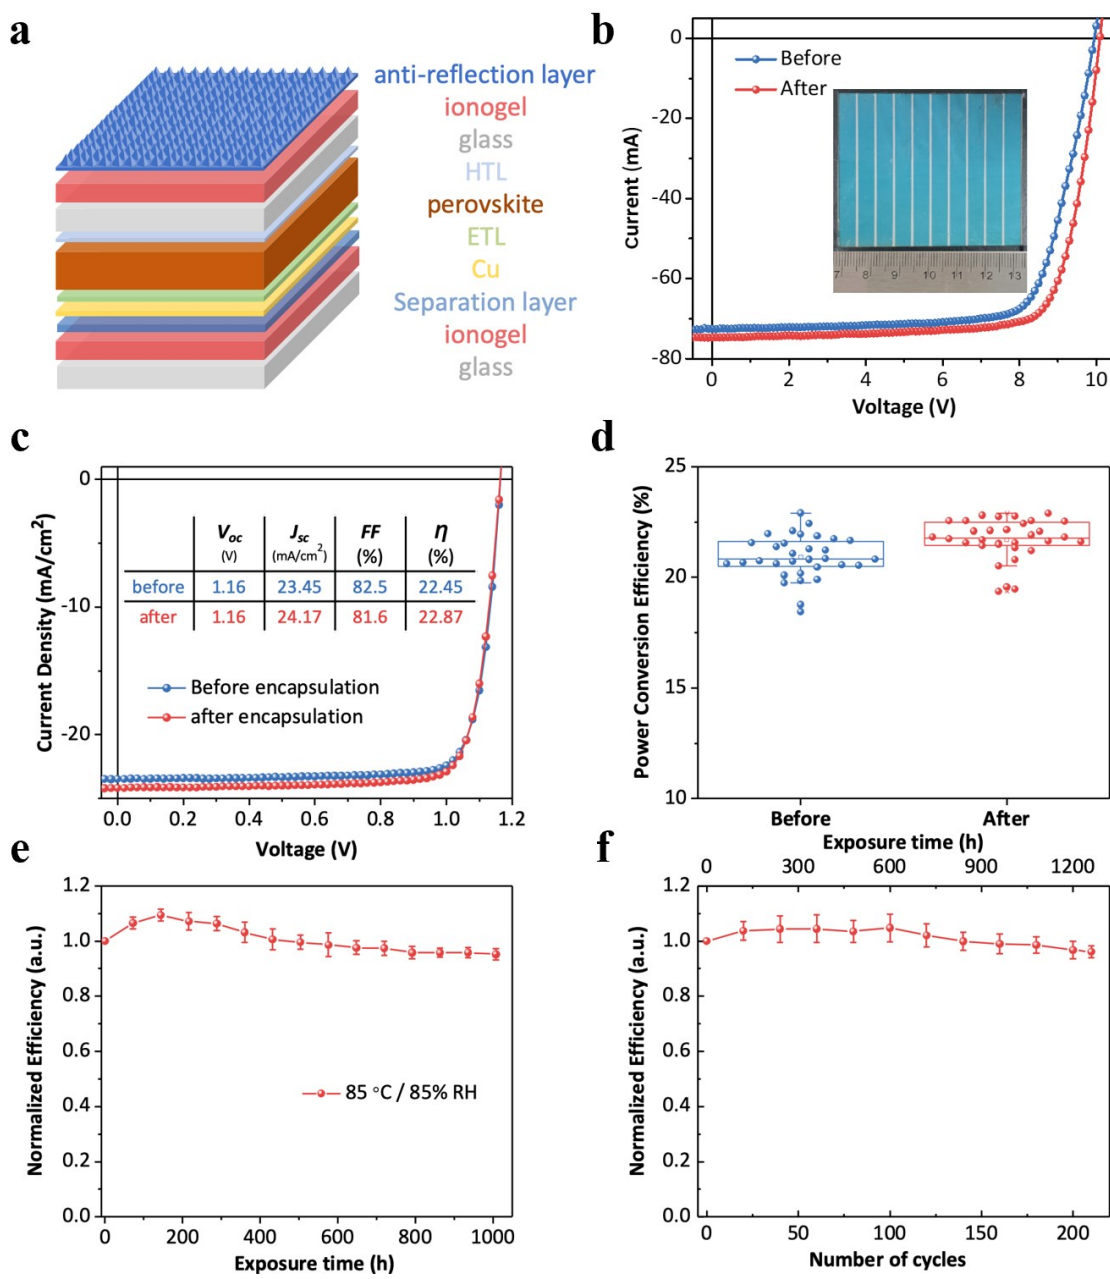 a
anti-reflection layer
ionogel
glass
HTL
perovskite
ETL
Cu
Separation layer
ionogel
glass
b
Before
After
Current (mA)
0
-20
-40
-60
-80
7 8 9 10 11 12 13
0 2 4 6 8 10
Voltage (V)
c
Current Density (mA/cm²)
0
-10
-20
Voc Jsc FF η
(V) (mA/cm²) (%) (%)
before 1.16 23.45 82.5 22.45
after 1.16 24.17 81.6 22.87
Before encapsulation
after encapsulation
0.0 0.2 0.4 0.6 0.8 1.0 1.2
Voltage (V)
d
Power Conversion Efficiency (%)
25
20
15
10
Before After
e
Normalized Efficiency (a.u.)
1.2
1.0
0.8
0.6
0.4
0.2
0.0
85 °C / 85% RH
0 200 400 600 800 1000
Exposure time (h)
f
Exposure time (h)
0 300 600 900 1200
Normalized Efficiency (a.u.)
1.2
1.0
0.8
0.6
0.4
0.2
0.0
0 50 100 150 200
Number of cycles